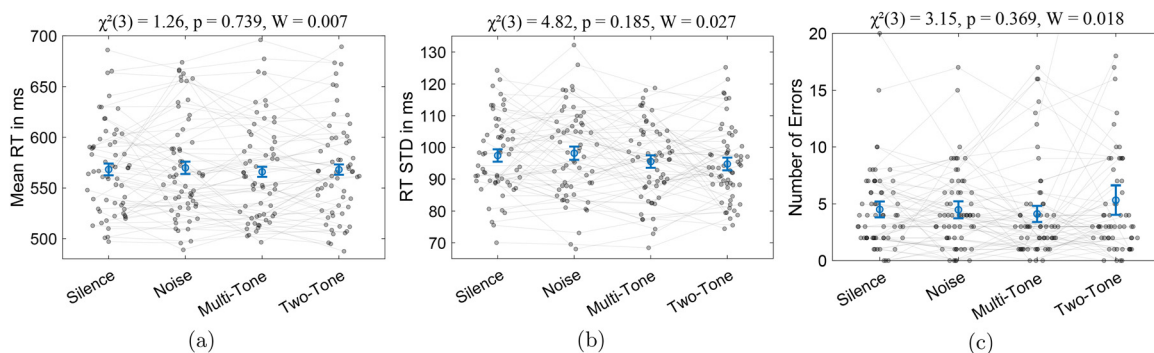 χ²(3) = 1.26, p = 0.739, W = 0.007
Mean RT in ms
700
650
600
550
500
Silence
Noise
Multi-Tone
Two-Tone
(a)
χ²(3) = 4.82, p = 0.185, W = 0.027
RT STD in ms
130
120
110
100
90
80
70
Silence
Noise
Multi-Tone
Two-Tone
(b)
χ²(3) = 3.15, p = 0.369, W = 0.018
Number of Errors
20
15
10
5
0
Silence
Noise
Multi-Tone
Two-Tone
(c)